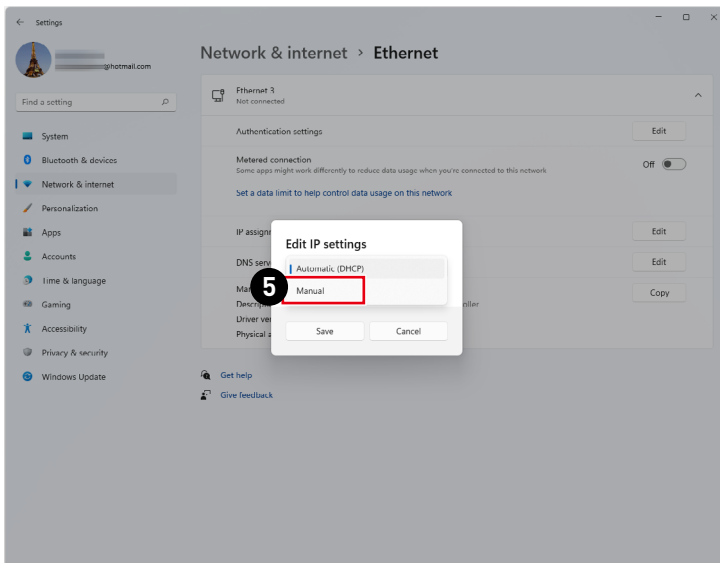 Settings
@hotmail.com
Find a setting
System
Bluetooth & devices
Network & internet
Personalization
Apps
Accounts
Time & language
Gaming
Accessibility
Privacy & security
Windows Update
Network & internet > Ethernet
Ethernet 3
Not connected
Authentication settings
Edit
Metered connection
Some apps might work differently to reduce data usage when you're connected to this network
Off
Set a data limit to help control data usage on this network
IP assign
Edit
DNS serv
Edit
Copy
Driver ve
Physical
Edit IP settings
Automatic (DHCP)
5
Manual
Save
Cancel
Get help
Give feedback